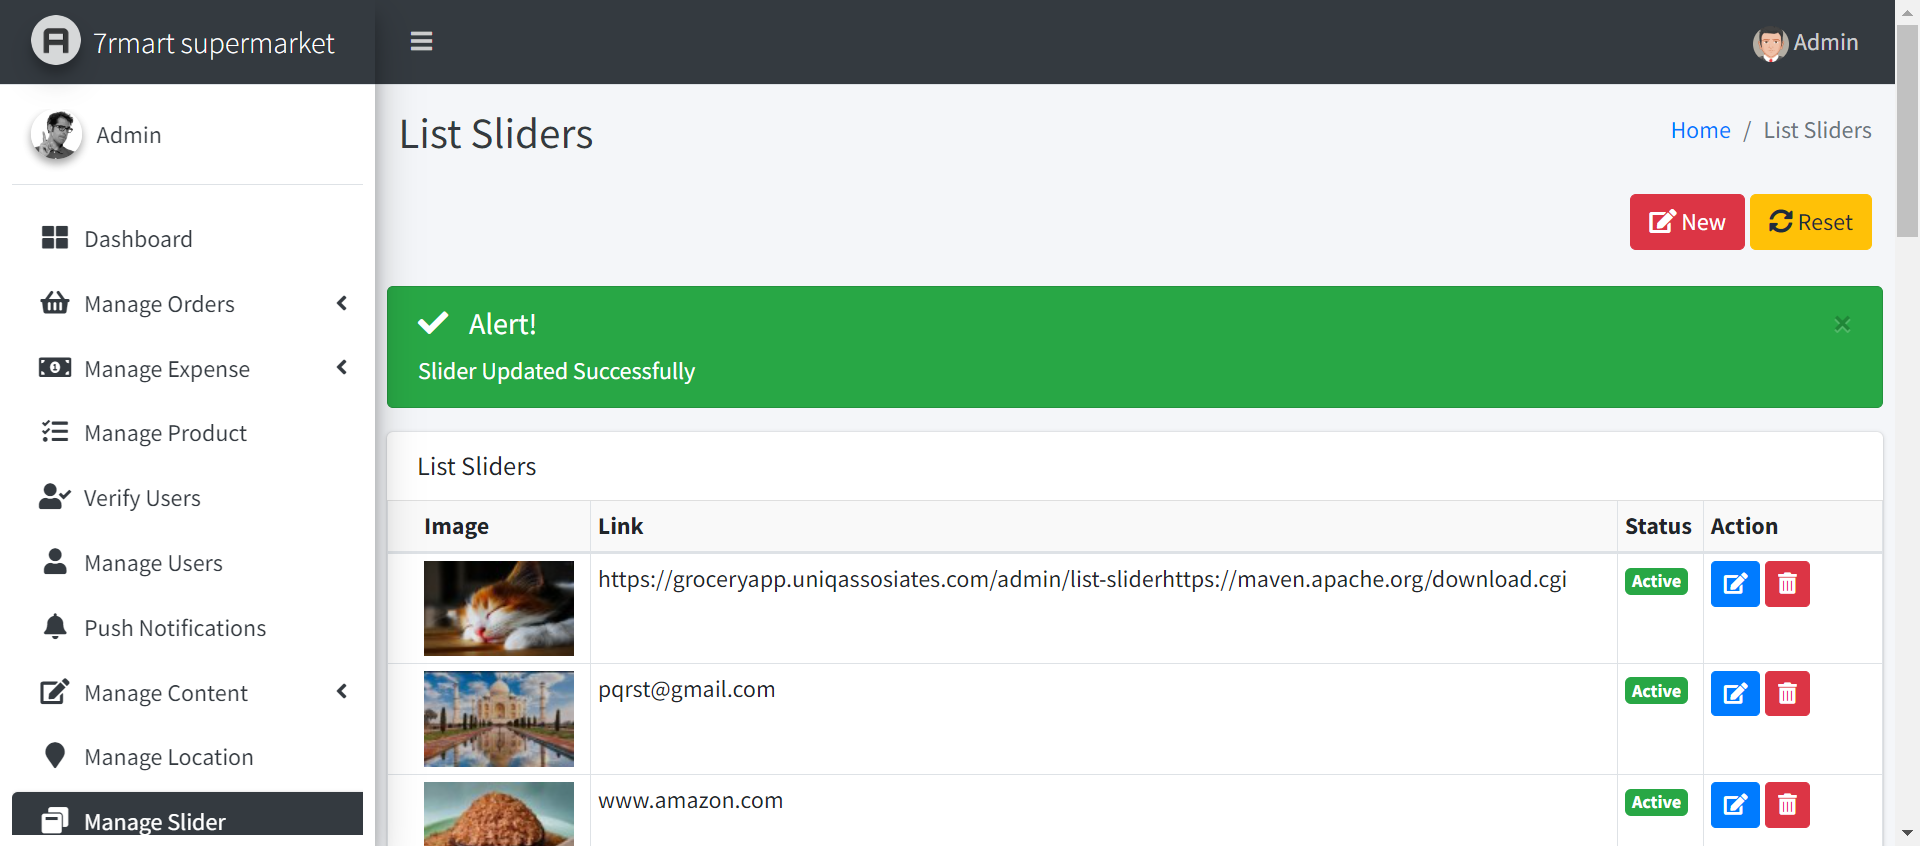 7rmart supermarket
Admin
Admin
List Sliders
Home / List Sliders
New
Reset
Dashboard
Manage Orders
Manage Expense
Manage Product
Verify Users
Manage Users
Push Notifications
Manage Content
Manage Location
Manage Slider
Alert!
×
Slider Updated Successfully
List Sliders
Image Link Status Action
https://groceryapp.uniqassosiates.com/admin/list-sliderhttps://maven.apache.org/download.cgi Active
pqrst@gmail.com Active
www.amazon.com Active